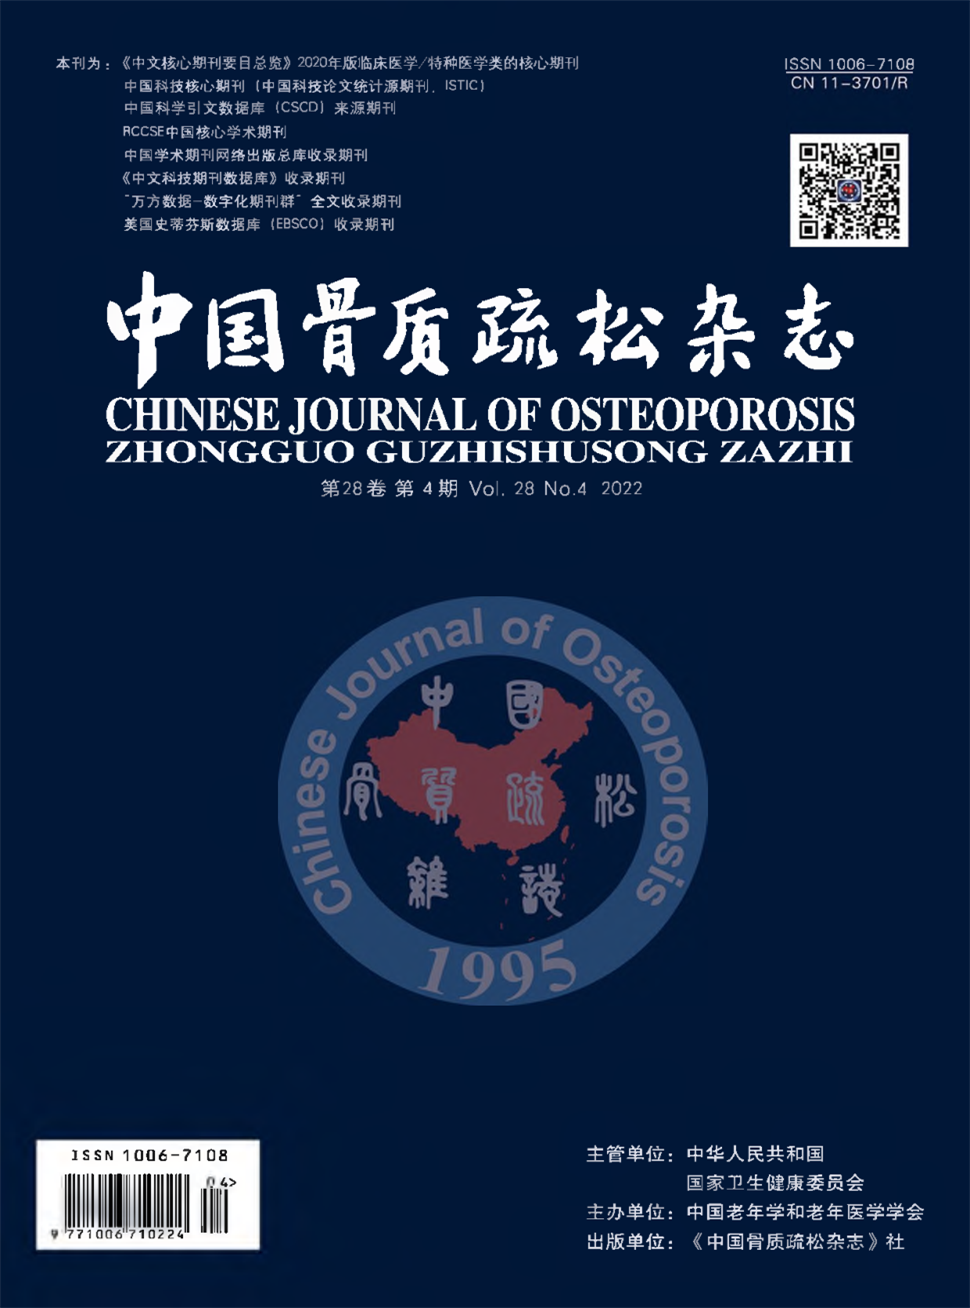 本刊为：《中文核心期刊要目总览》2020年版临床医学/特种医学类的核心期刊
中国科技核心期刊（中国科技论文统计源期刊，ISTIC）
中国科学引文数据库（CSCD）来源期刊
RCCSE中国核心学术期刊
中国学术期刊网络出版总库收录期刊
《中文科技期刊数据库》收录期刊
"万方数据-数字化期刊群" 全文收录期刊
美国史蒂芬斯数据库（EBSCO）收录期刊
ISSN 1006-7108
CN 11-3701/R
中国骨质疏松杂志
CHINESE JOURNAL OF OSTEOPOROSIS
ZHONGGUO GUZHISHUSONG ZAZHI
第28卷 第 4 期 Vol. 28 No.4 2022
Chinese Journal of Osteoporosis
中國
骨質疏松
雜誌
1995
ISSN 1006-7108
04>
9 771006 710224
主管单位：中华人民共和国
国家卫生健康委员会
主办单位：中国老年学和老年医学学会
出版单位：《中国骨质疏松杂志》社